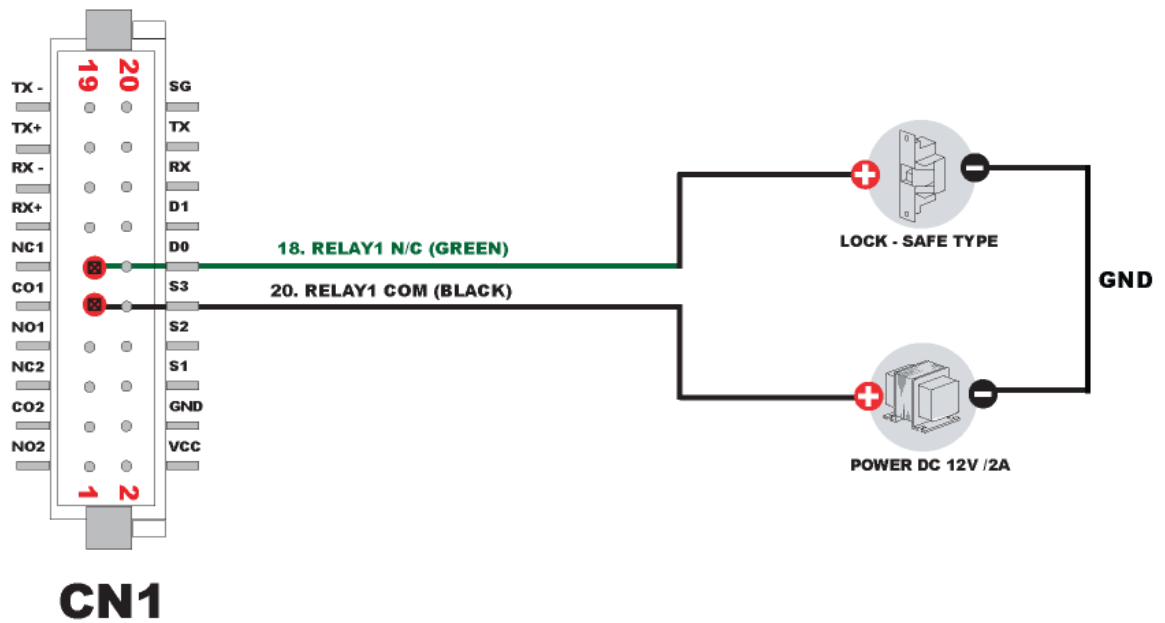 19 20
TX -
SG
TX+
TX
RX -
RX
RX+
D1
NC1
D0
18. RELAY1 N/C (GREEN)
CO1
S3
20. RELAY1 COM (BLACK)
NO1
S2
NC2
S1
CO2
GND
NO2
VCC
1 2
CN1
LOCK - SAFE TYPE
GND
POWER DC 12V /2A